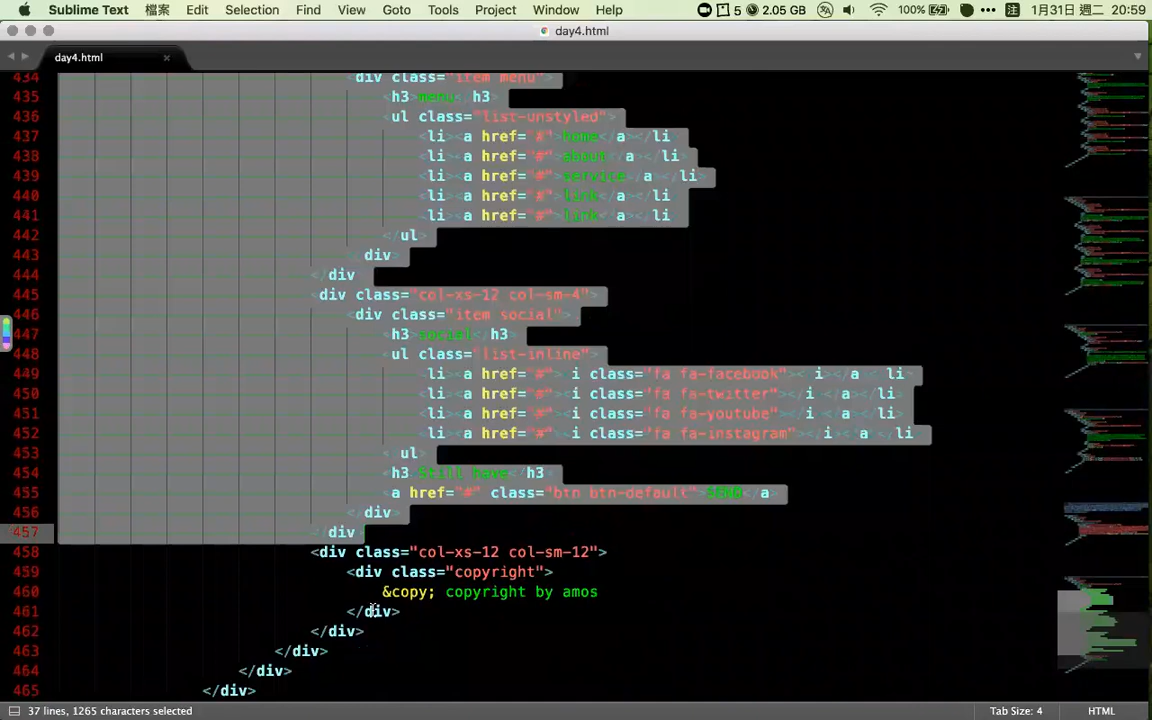 Sublime Text 檔案 Edit Selection Find View Goto Tools Project Window Help 5 2.05 GB 100% 注 1月31日 週二 20:59
day4.html
day4.html
434 <div class="item menu">
435 <h3>menu</h3>
436 <ul class="list-unstyled">
437 <li><a href="#">home</a></li>
438 <li><a href="#">about</a></li>
439 <li><a href="#">service</a></li>
440 <li><a href="#">link</a></li>
441 <li><a href="#">link</a></li>
442 </ul>
443 </div>
444 </div>
445 <div class="col-xs-12 col-sm-4">
446 <div class="item social">
447 <h3>social</h3>
448 <ul class="list-inline">
449 <li><a href="#"><i class="fa fa-facebook"></i></a></li>
450 <li><a href="#"><i class="fa fa-twitter"></i></a></li>
451 <li><a href="#"><i class="fa fa-youtube"></i></a></li>
452 <li><a href="#"><i class="fa fa-instagram"></i></a></li>
453 </ul>
454 <h3>Still have</h3>
455 <a href="#" class="btn btn-default">SEND</a>
456 </div>
457 </div>
458 <div class="col-xs-12 col-sm-12">
459 <div class="copyright">
460 &copy; copyright by amos
461 </div>
462 </div>
463 </div>
464 </div>
465 </div>
37 lines, 1265 characters selected Tab Size: 4 HTML